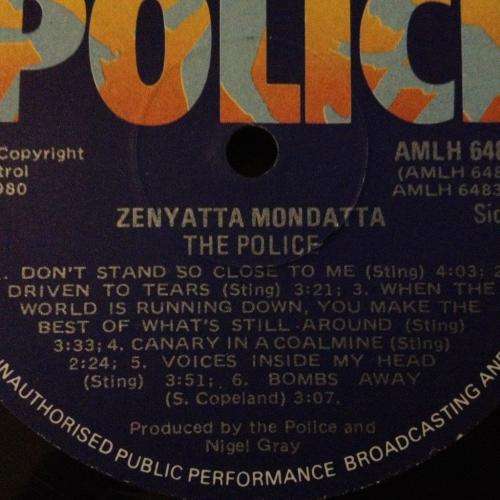 POLICE
Copyright
AMLH 648
trol
(AMLH 648
980
AMLH 6483
ZENYATTA MONDATTA
THE POLICE
1. DON'T STAND SO CLOSE TO ME (Sting) 4:03; 2
DRIVEN TO TEARS (Sting) 3:21; 3. WHEN THE
WORLD IS RUNNING DOWN, YOU MAKE THE
BEST OF WHAT'S STILL AROUND (Sting)
3:33; 4. CANARY IN A COALMINE (Sting)
2:24; 5. VOICES INSIDE MY HEAD
(Sting) 3:51; 6. BOMBS AWAY
(S. Copeland) 3:07.
Produced by the Police and
Nigel Gray
UNAUTHORISED PUBLIC PERFORMANCE BROADCASTING AN